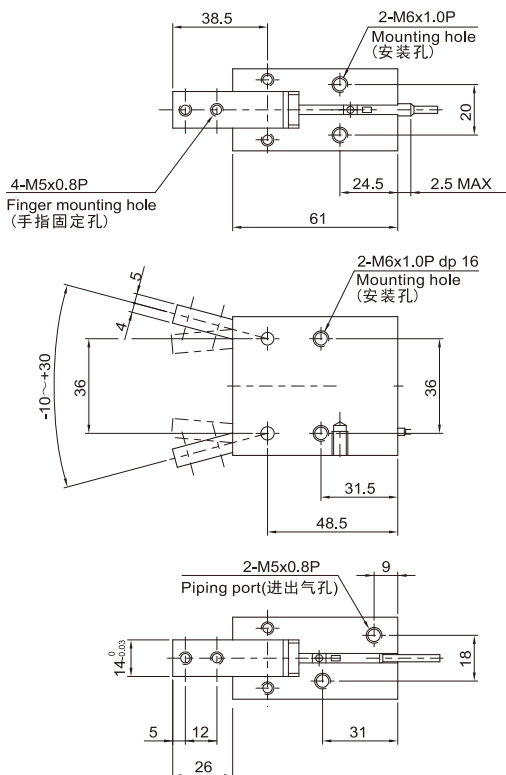 38.5
2-M6x1.0P
Mounting hole
(安装孔)
20
4-M5x0.8P
Finger mounting hole
(手指固定孔)
24.5
2.5 MAX
61
2-M6x1.0P dp 16
Mounting hole
(安装孔)
5
4
-10～+30
36
36
31.5
48.5
2-M5x0.8P
Piping port(进出气孔)
9
14 0 -0.03
18
5
12
31
26